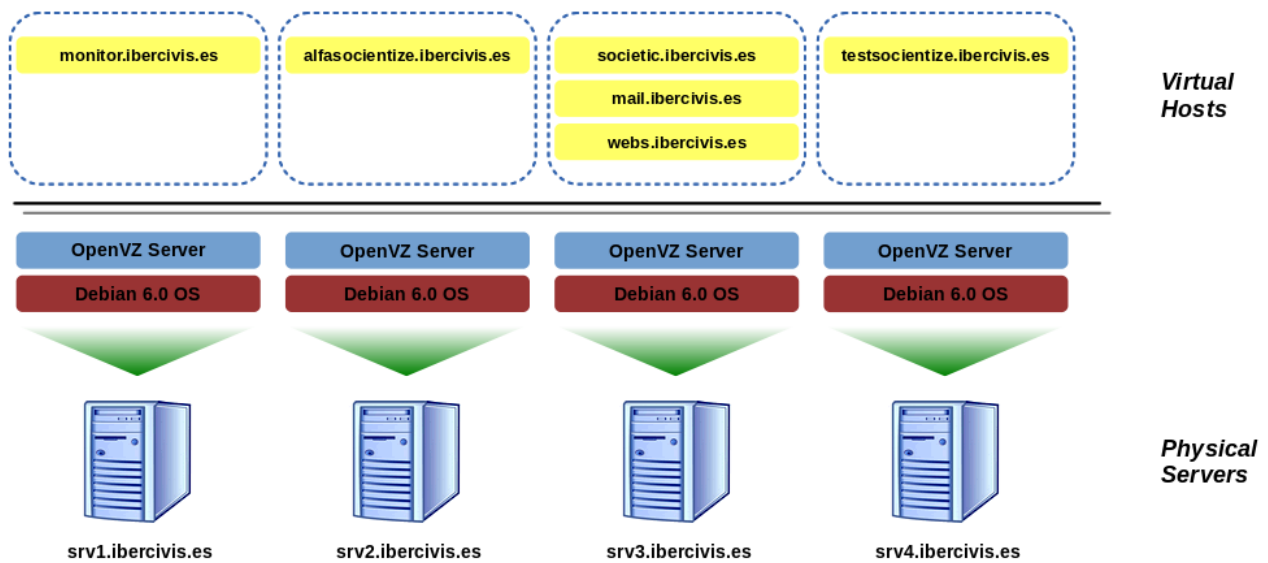 monitor.ibercivis.es
alfasocientize.ibercivis.es
societic.ibercivis.es
testsocientize.ibercivis.es
mail.ibercivis.es
webs.ibercivis.es
Virtual
Hosts
OpenVZ Server
OpenVZ Server
OpenVZ Server
OpenVZ Server
Debian 6.0 OS
Debian 6.0 OS
Debian 6.0 OS
Debian 6.0 OS
Physical
Servers
srv1.ibercivis.es
srv2.ibercivis.es
srv3.ibercivis.es
srv4.ibercivis.es